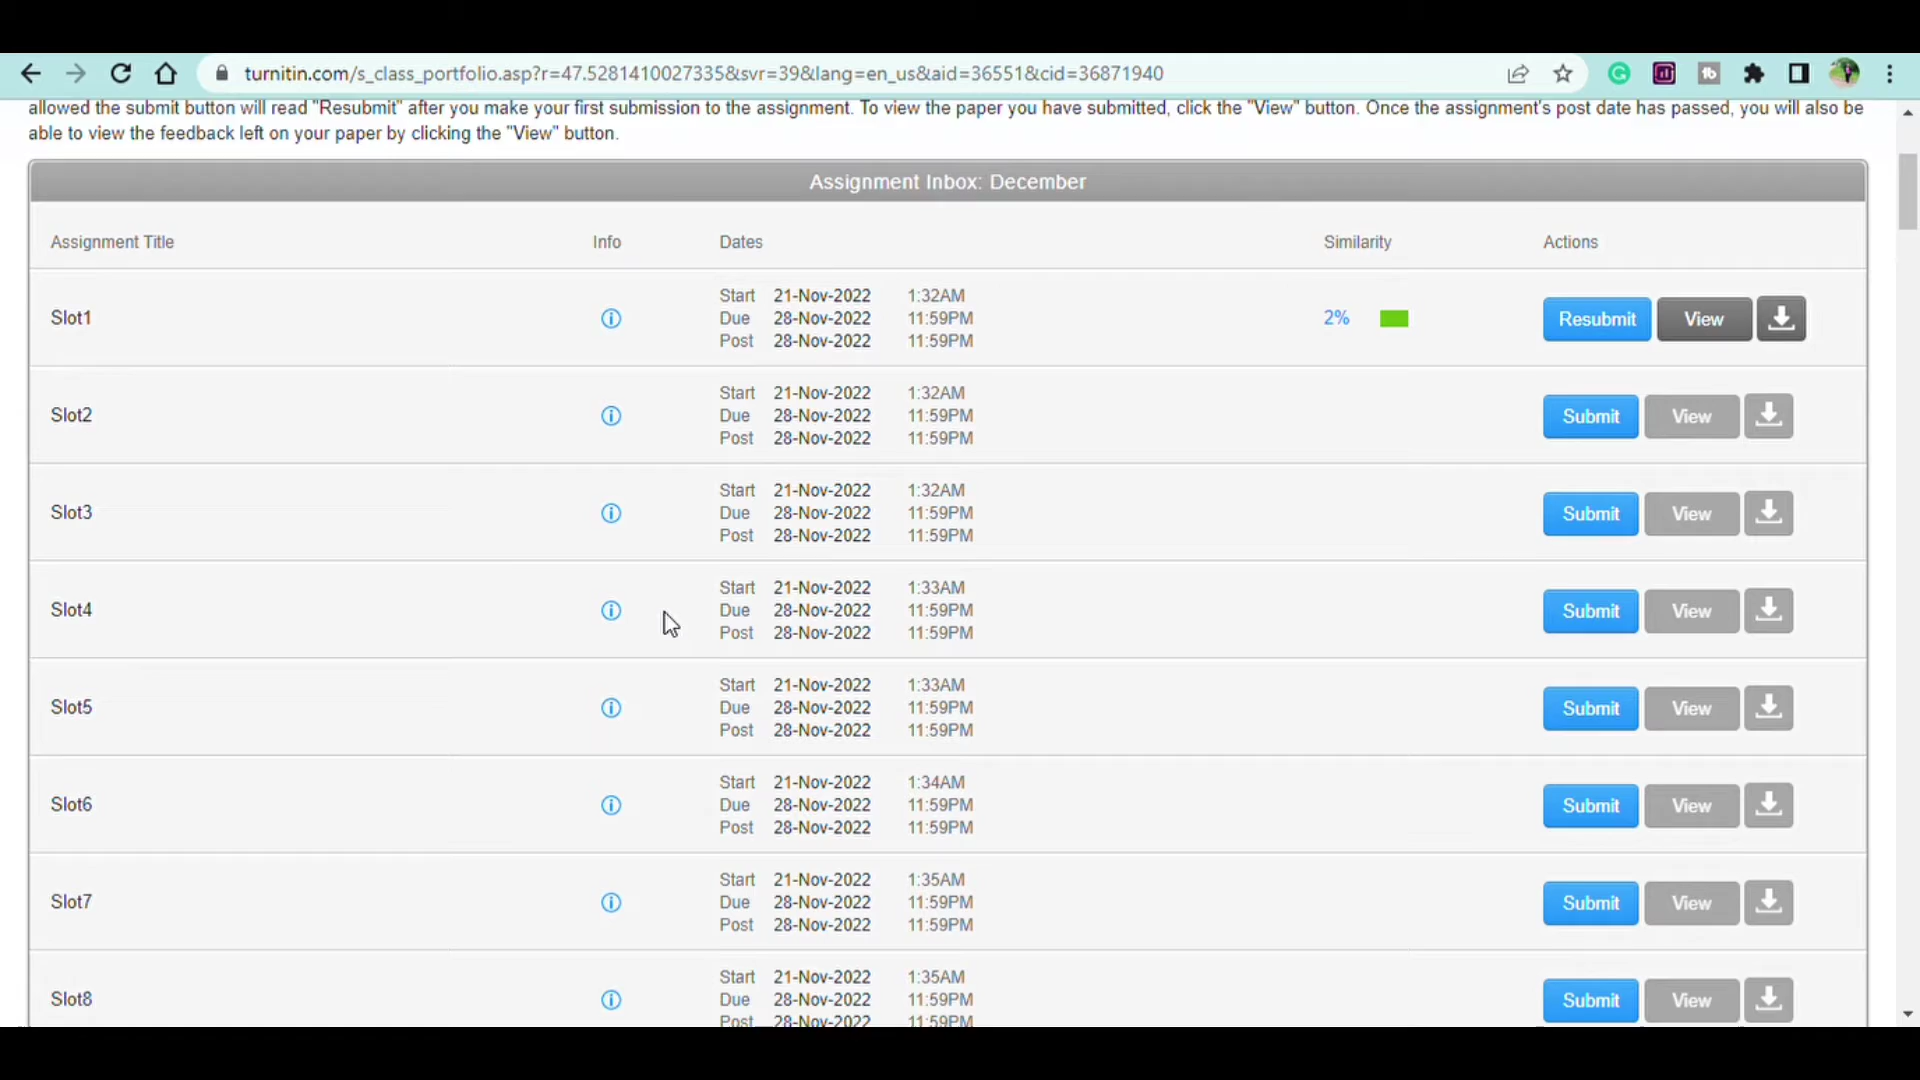 turnitin.com/s_class_portfolio.asp?r=47.5281410027335&svr=39&lang=en_us&aid=36551&cid=36871940
allowed the submit button will read "Resubmit" after you make your first submission to the assignment. To view the paper you have submitted, click the "View" button. Once the assignment's post date has passed, you will also be
able to view the feedback left on your paper by clicking the "View" button.
Assignment Inbox: December
Assignment Title Info Dates Similarity Actions
Start 21-Nov-2022 1:32AM
Slot1 Due 28-Nov-2022 11:59PM 2% Resubmit View
Post 28-Nov-2022 11:59PM
Start 21-Nov-2022 1:32AM
Slot2 Due 28-Nov-2022 11:59PM Submit View
Post 28-Nov-2022 11:59PM
Start 21-Nov-2022 1:32AM
Slot3 Due 28-Nov-2022 11:59PM Submit View
Post 28-Nov-2022 11:59PM
Start 21-Nov-2022 1:33AM
Slot4 Due 28-Nov-2022 11:59PM Submit View
Post 28-Nov-2022 11:59PM
Start 21-Nov-2022 1:33AM
Slot5 Due 28-Nov-2022 11:59PM Submit View
Post 28-Nov-2022 11:59PM
Start 21-Nov-2022 1:34AM
Slot6 Due 28-Nov-2022 11:59PM Submit View
Post 28-Nov-2022 11:59PM
Start 21-Nov-2022 1:35AM
Slot7 Due 28-Nov-2022 11:59PM Submit View
Post 28-Nov-2022 11:59PM
Start 21-Nov-2022 1:35AM
Slot8 Due 28-Nov-2022 11:59PM Submit View
Post 28-Nov-2022 11:59PM